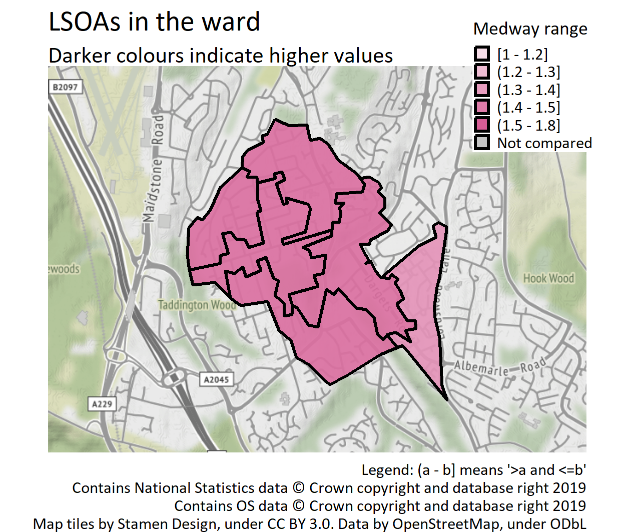 LSOAs in the ward
Darker colours indicate higher values
Medway range
[1 - 1.2]
(1.2 - 1.3]
(1.3 - 1.4]
(1.4 - 1.5]
(1.5 - 1.8]
Not compared
B2097
Maidstone Road
ewoods
Taddington Wood
Lane
Hook Wood
Albemarle Road
A2045
A229
Legend: (a - b] means '>a and <=b'
Contains National Statistics data © Crown copyright and database right 2019
Contains OS data © Crown copyright and database right 2019
Map tiles by Stamen Design, under CC BY 3.0. Data by OpenStreetMap, under ODbL